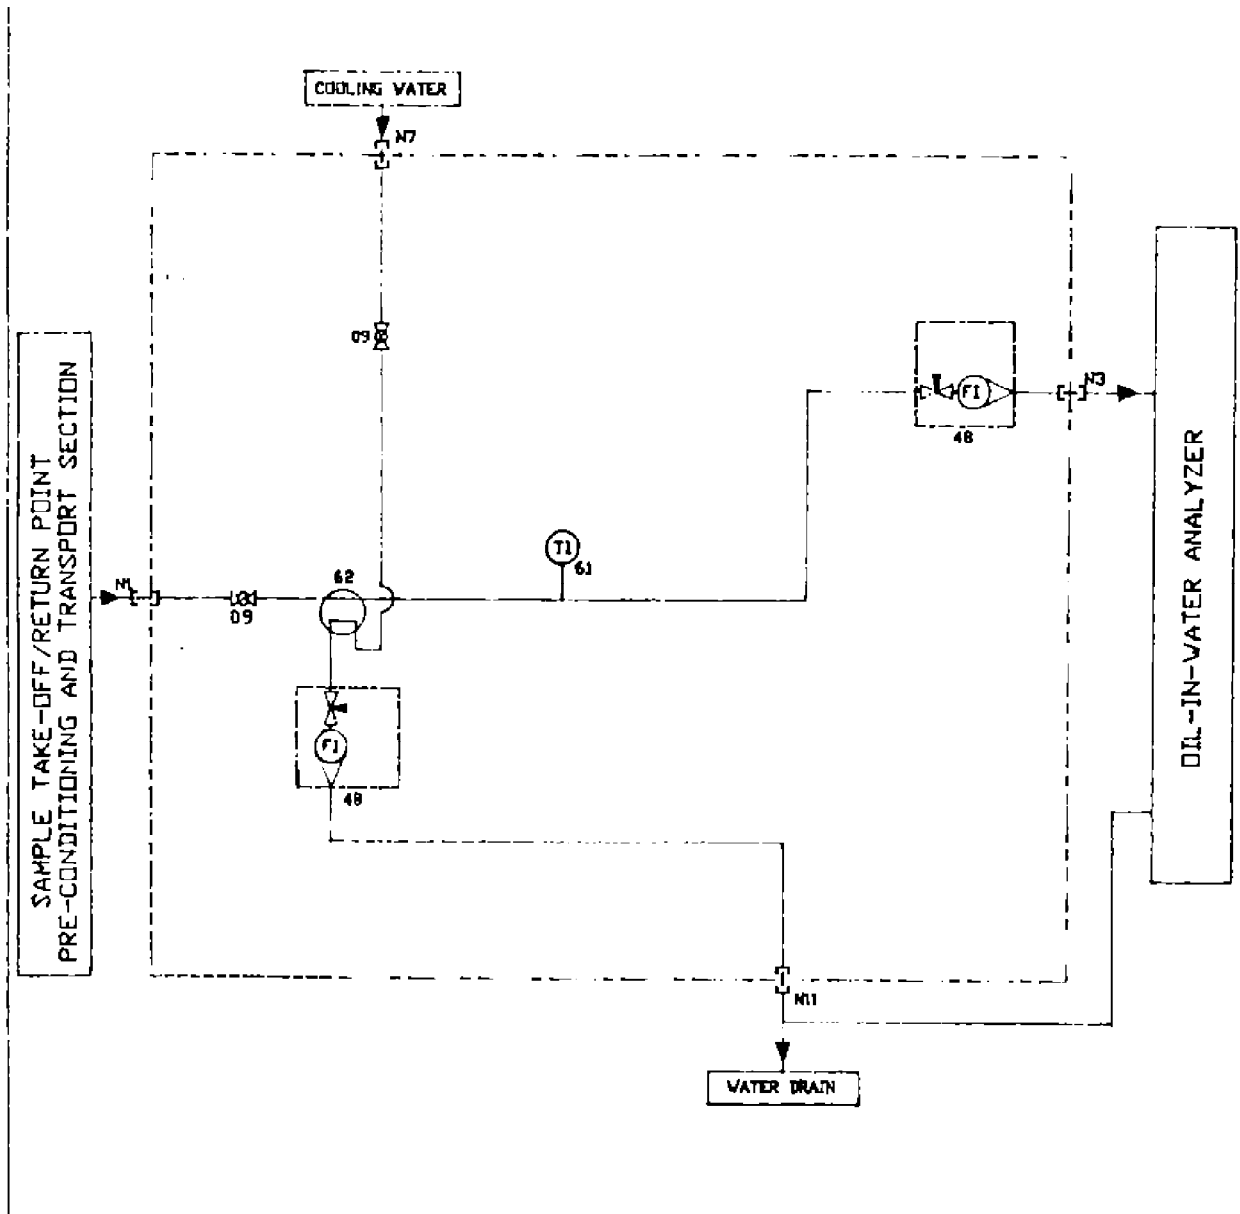 COOLING WATER
N7
09
N3
FI
48
SAMPLE TAKE-OFF/RETURN POINT
PRE-CONDITIONING AND TRANSPORT SECTION
OIL-IN-WATER ANALYZER
TI
61
62
N1
09
FI
48
N11
WATER DRAIN